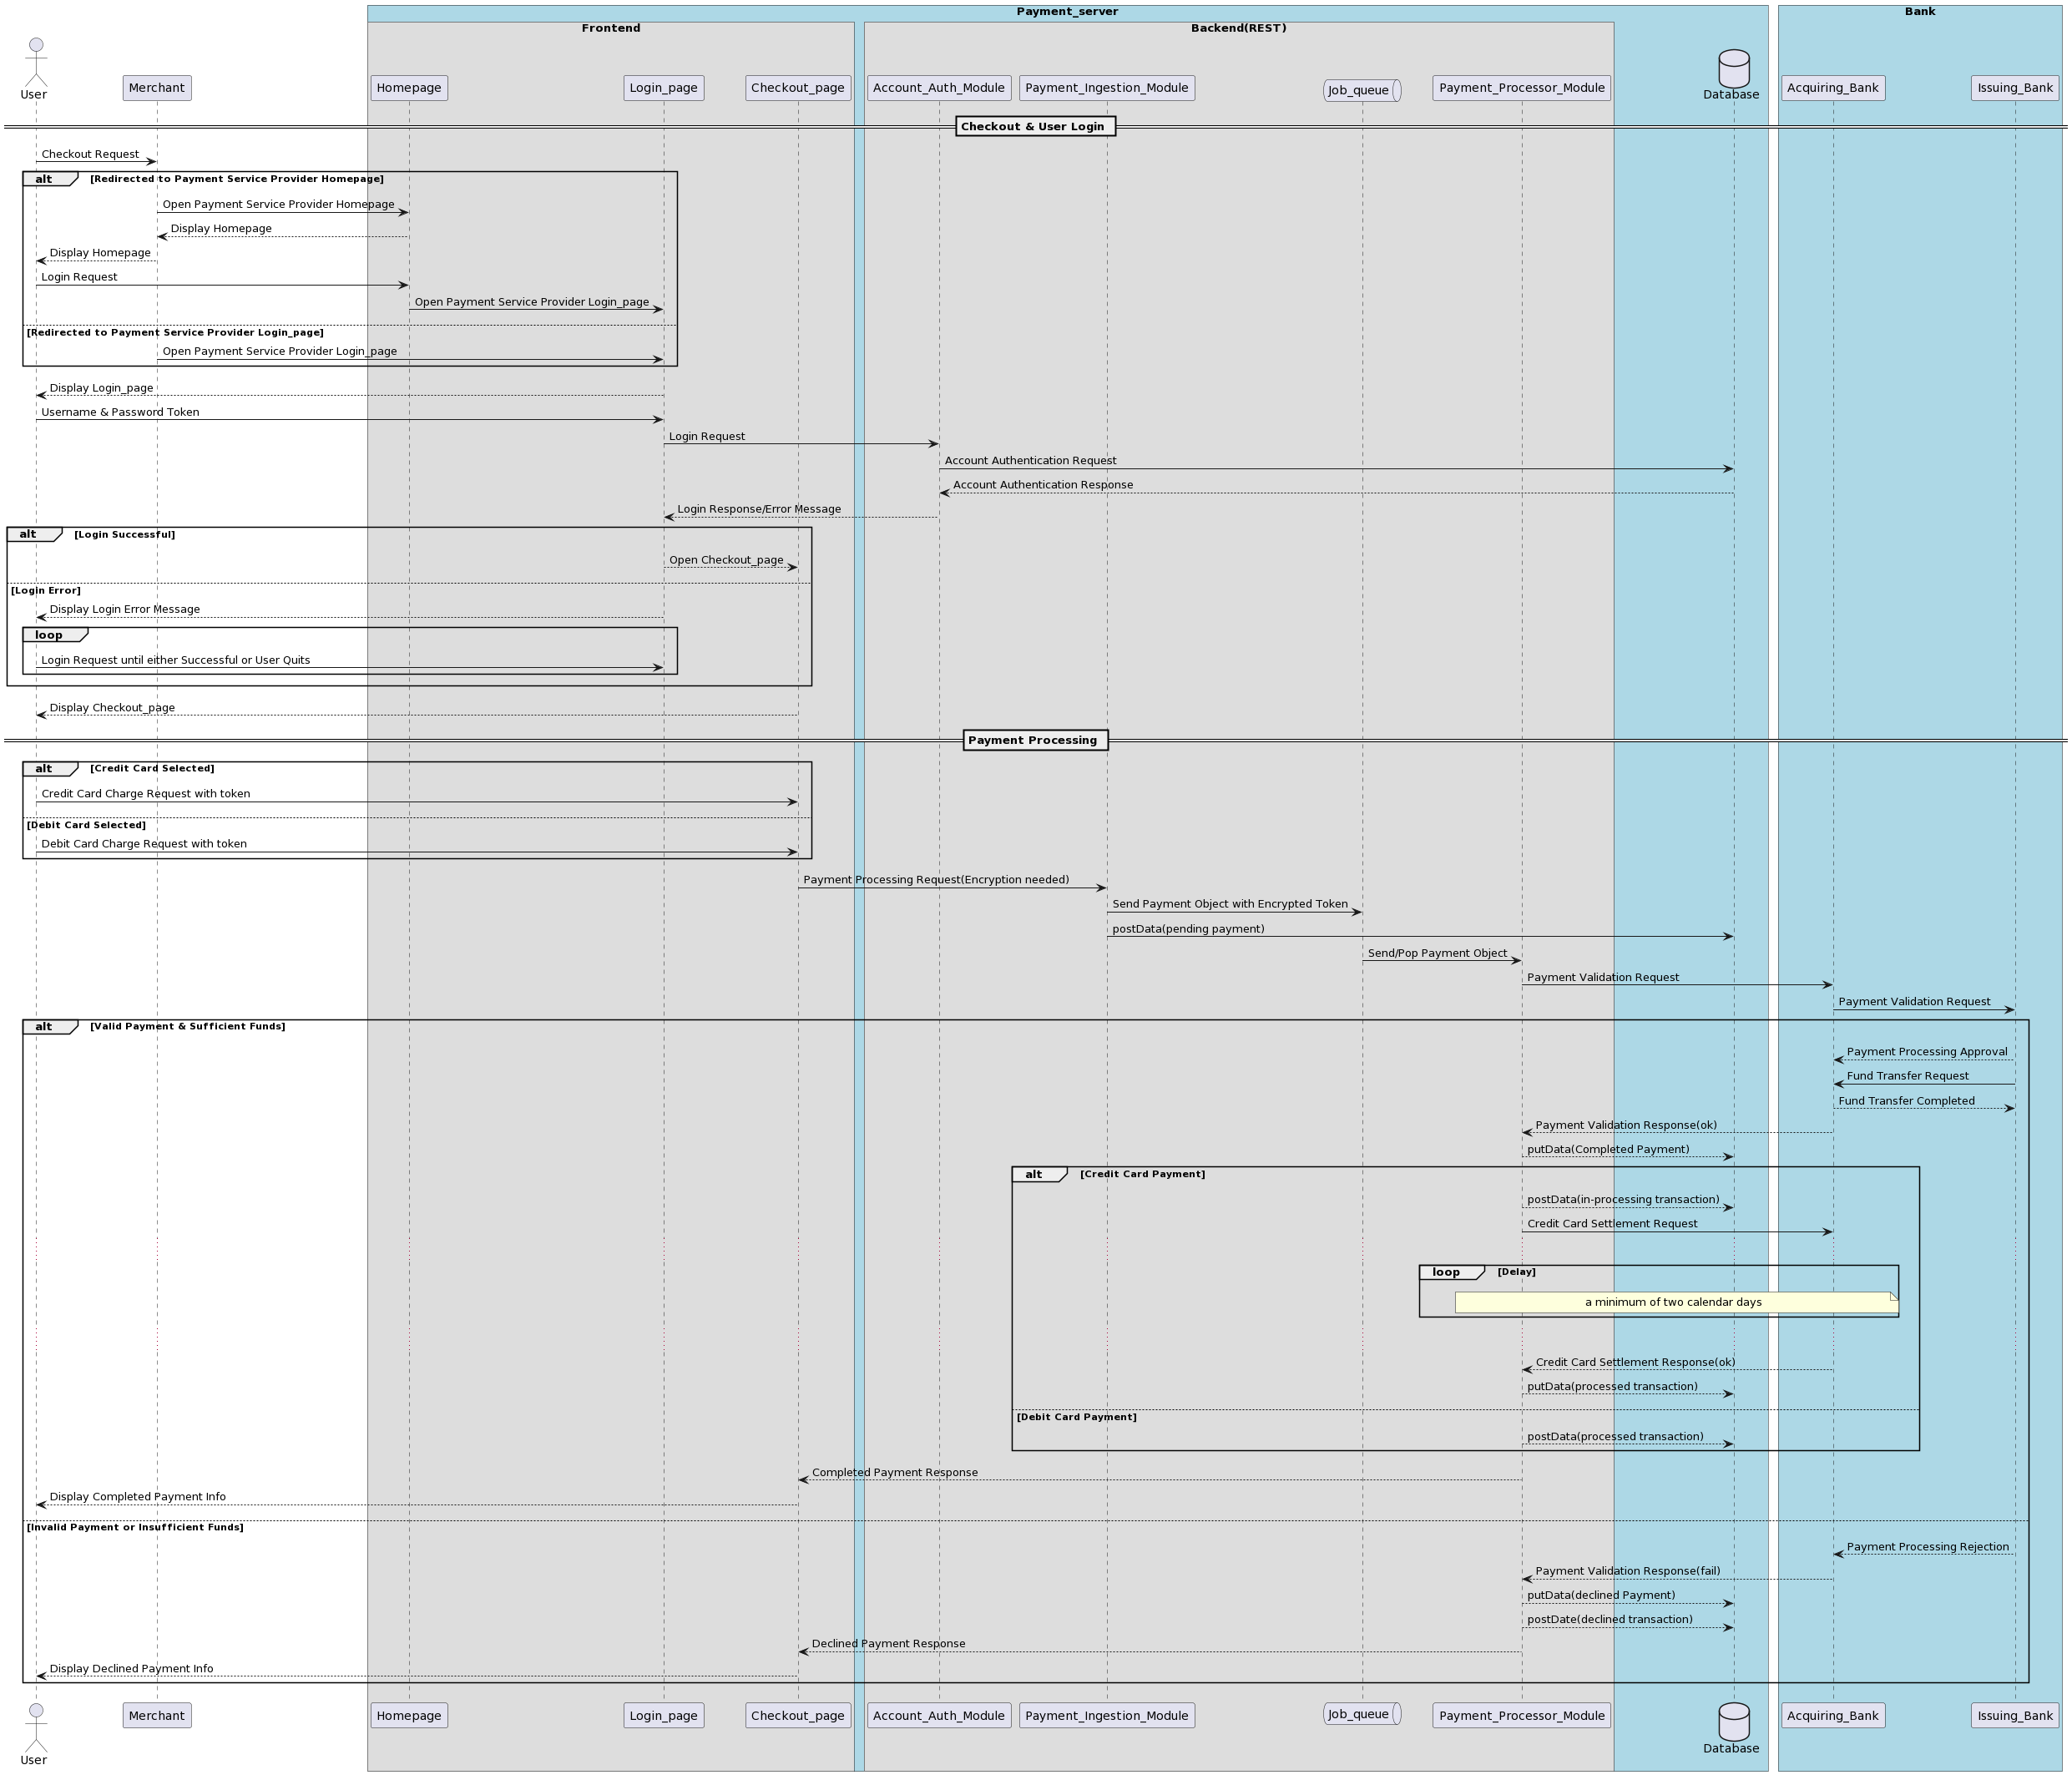 Payment_server
Bank
Frontend
Backend(REST)
User
Merchant
Homepage
Login_page
Checkout_page
Account_Auth_Module
Payment_Ingestion_Module
Job_queue
Payment_Processor_Module
Database
Acquiring_Bank
Issuing_Bank
Checkout & User Login
Checkout Request
alt [Redirected to Payment Service Provider Homepage]
Open Payment Service Provider Homepage
Display Homepage
Display Homepage
Login Request
Open Payment Service Provider Login_page
[Redirected to Payment Service Provider Login_page]
Open Payment Service Provider Login_page
Display Login_page
Username & Password Token
Login Request
Account Authentication Request
Account Authentication Response
Login Response/Error Message
alt [Login Successful]
Open Checkout_page
[Login Error]
Display Login Error Message
loop
Login Request until either Successful or User Quits
Display Checkout_page
Payment Processing
alt [Credit Card Selected]
Credit Card Charge Request with token
[Debit Card Selected]
Debit Card Charge Request with token
Payment Processing Request(Encryption needed)
Send Payment Object with Encrypted Token
postData(pending payment)
Send/Pop Payment Object
Payment Validation Request
Payment Validation Request
alt [Valid Payment & Sufficient Funds]
Payment Processing Approval
Fund Transfer Request
Fund Transfer Completed
Payment Validation Response(ok)
putData(Completed Payment)
alt [Credit Card Payment]
postData(in-processing transaction)
Credit Card Settlement Request
loop [Delay]
a minimum of two calendar days
Credit Card Settlement Response(ok)
putData(processed transaction)
[Debit Card Payment]
postData(processed transaction)
Completed Payment Response
Display Completed Payment Info
[Invalid Payment or Insufficient Funds]
Payment Processing Rejection
Payment Validation Response(fail)
putData(declined Payment)
postDate(declined transaction)
Declined Payment Response
Display Declined Payment Info
User
Merchant
Homepage
Login_page
Checkout_page
Account_Auth_Module
Payment_Ingestion_Module
Job_queue
Payment_Processor_Module
Database
Acquiring_Bank
Issuing_Bank